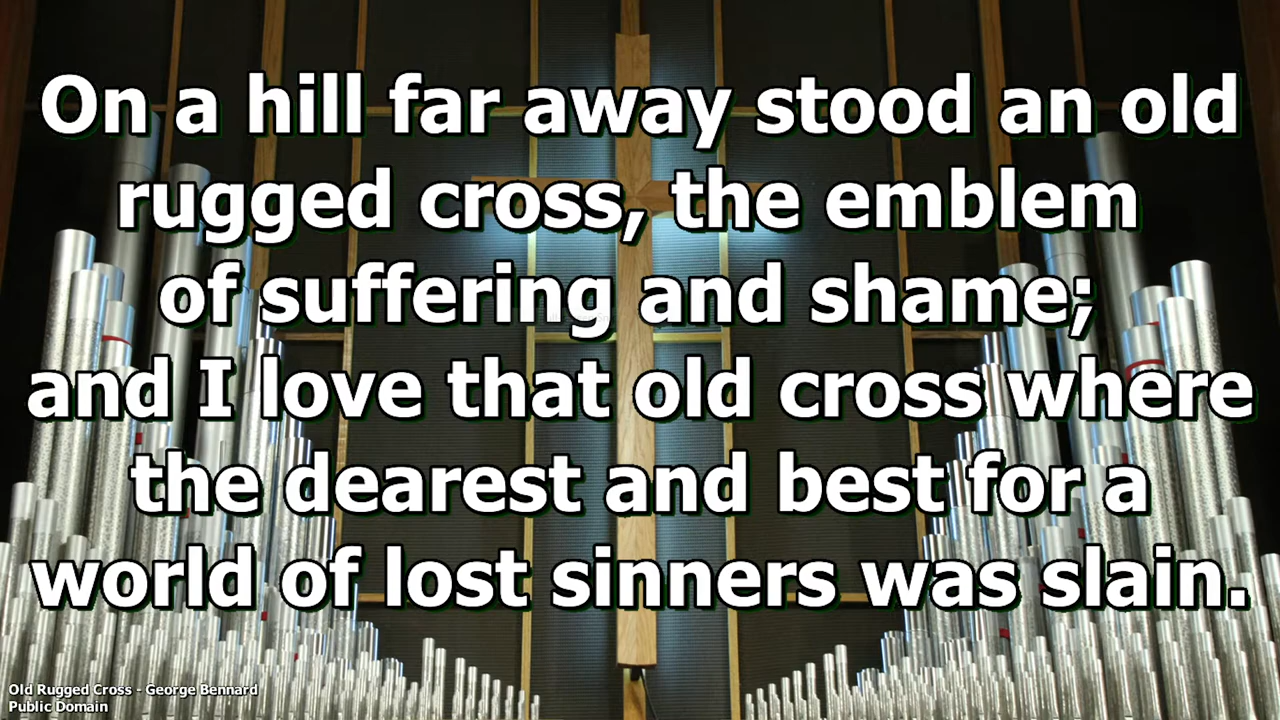 On a hill far away stood an old
rugged cross, the emblem
of suffering and shame;
and I love that old cross where
the dearest and best for a
world of lost sinners was slain.
Old Rugged Cross - George Bennard
Public Domain